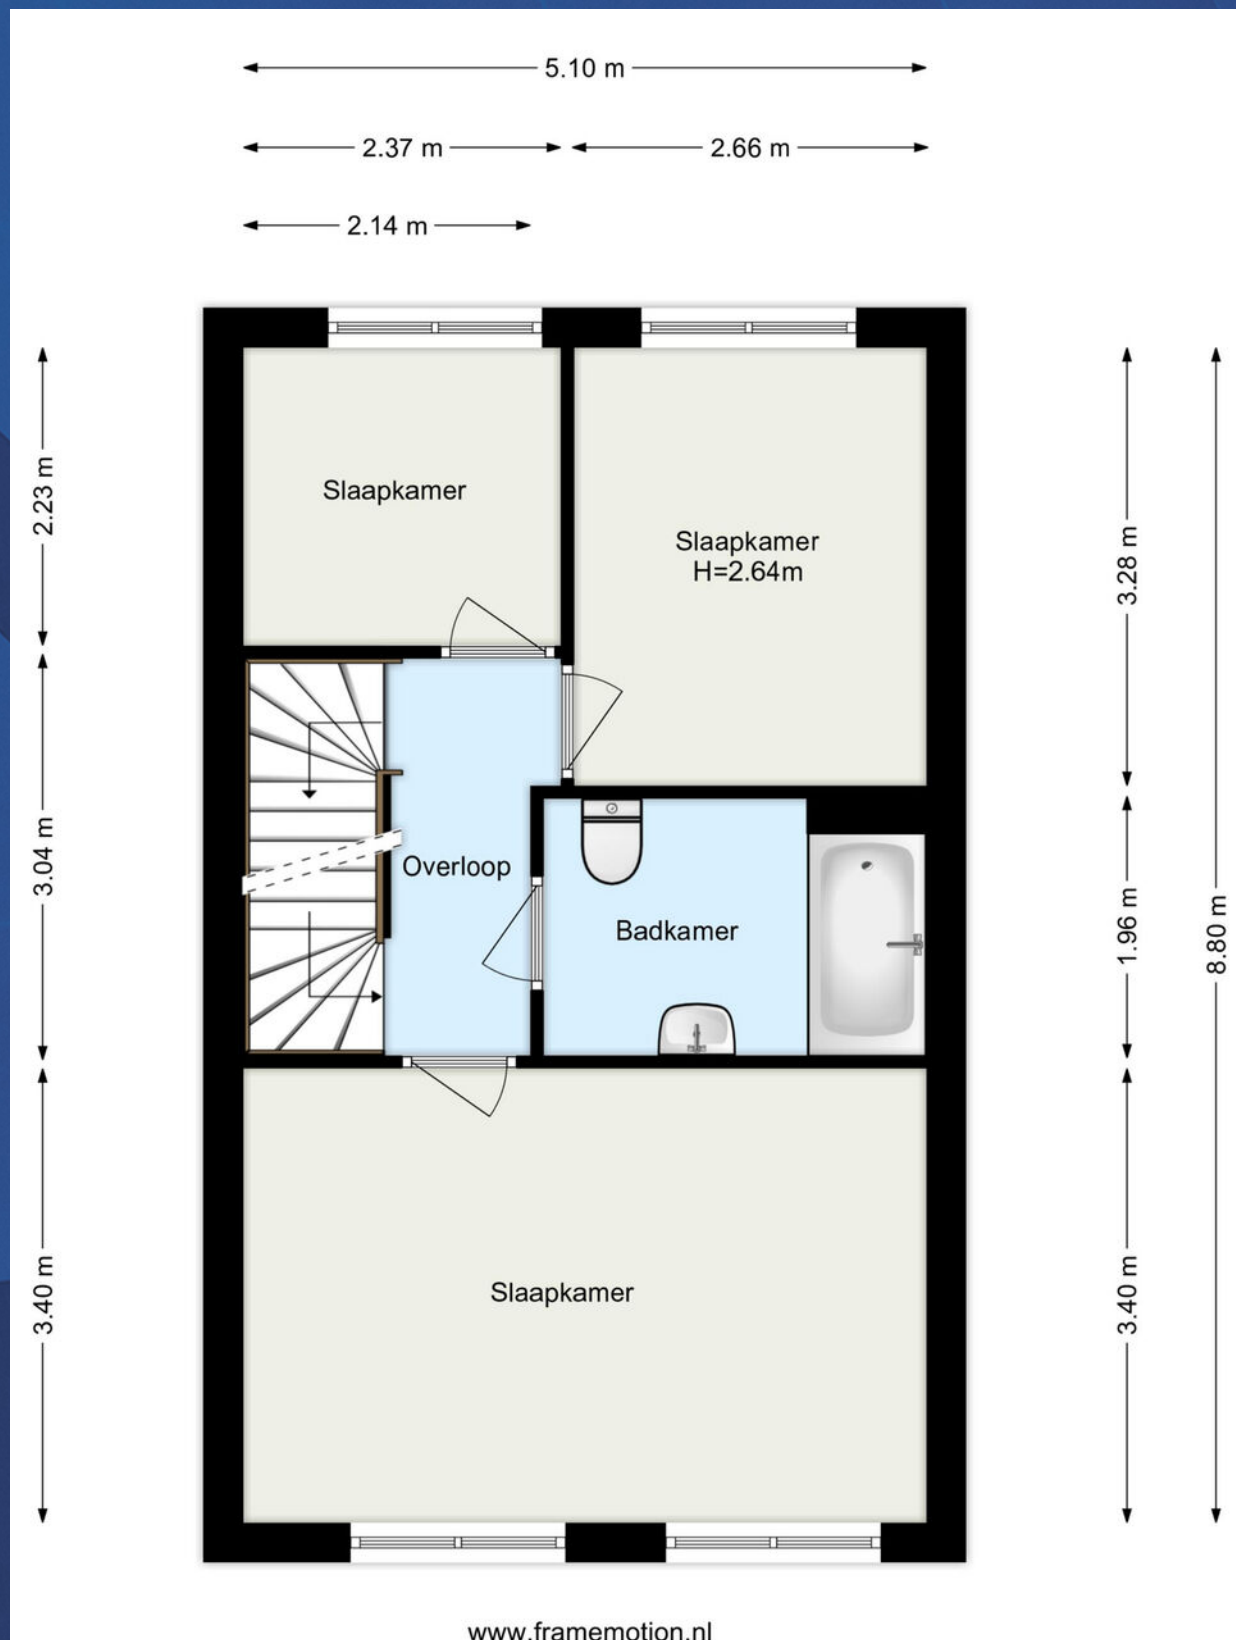 5.10 m
2.37 m
2.66 m
2.14 m
2.23 m
Slaapkamer
Slaapkamer
H=2.64m
3.28 m
3.04 m
Overloop
Badkamer
1.96 m
8.80 m
3.40 m
Slaapkamer
3.40 m
www.framemotion.nl